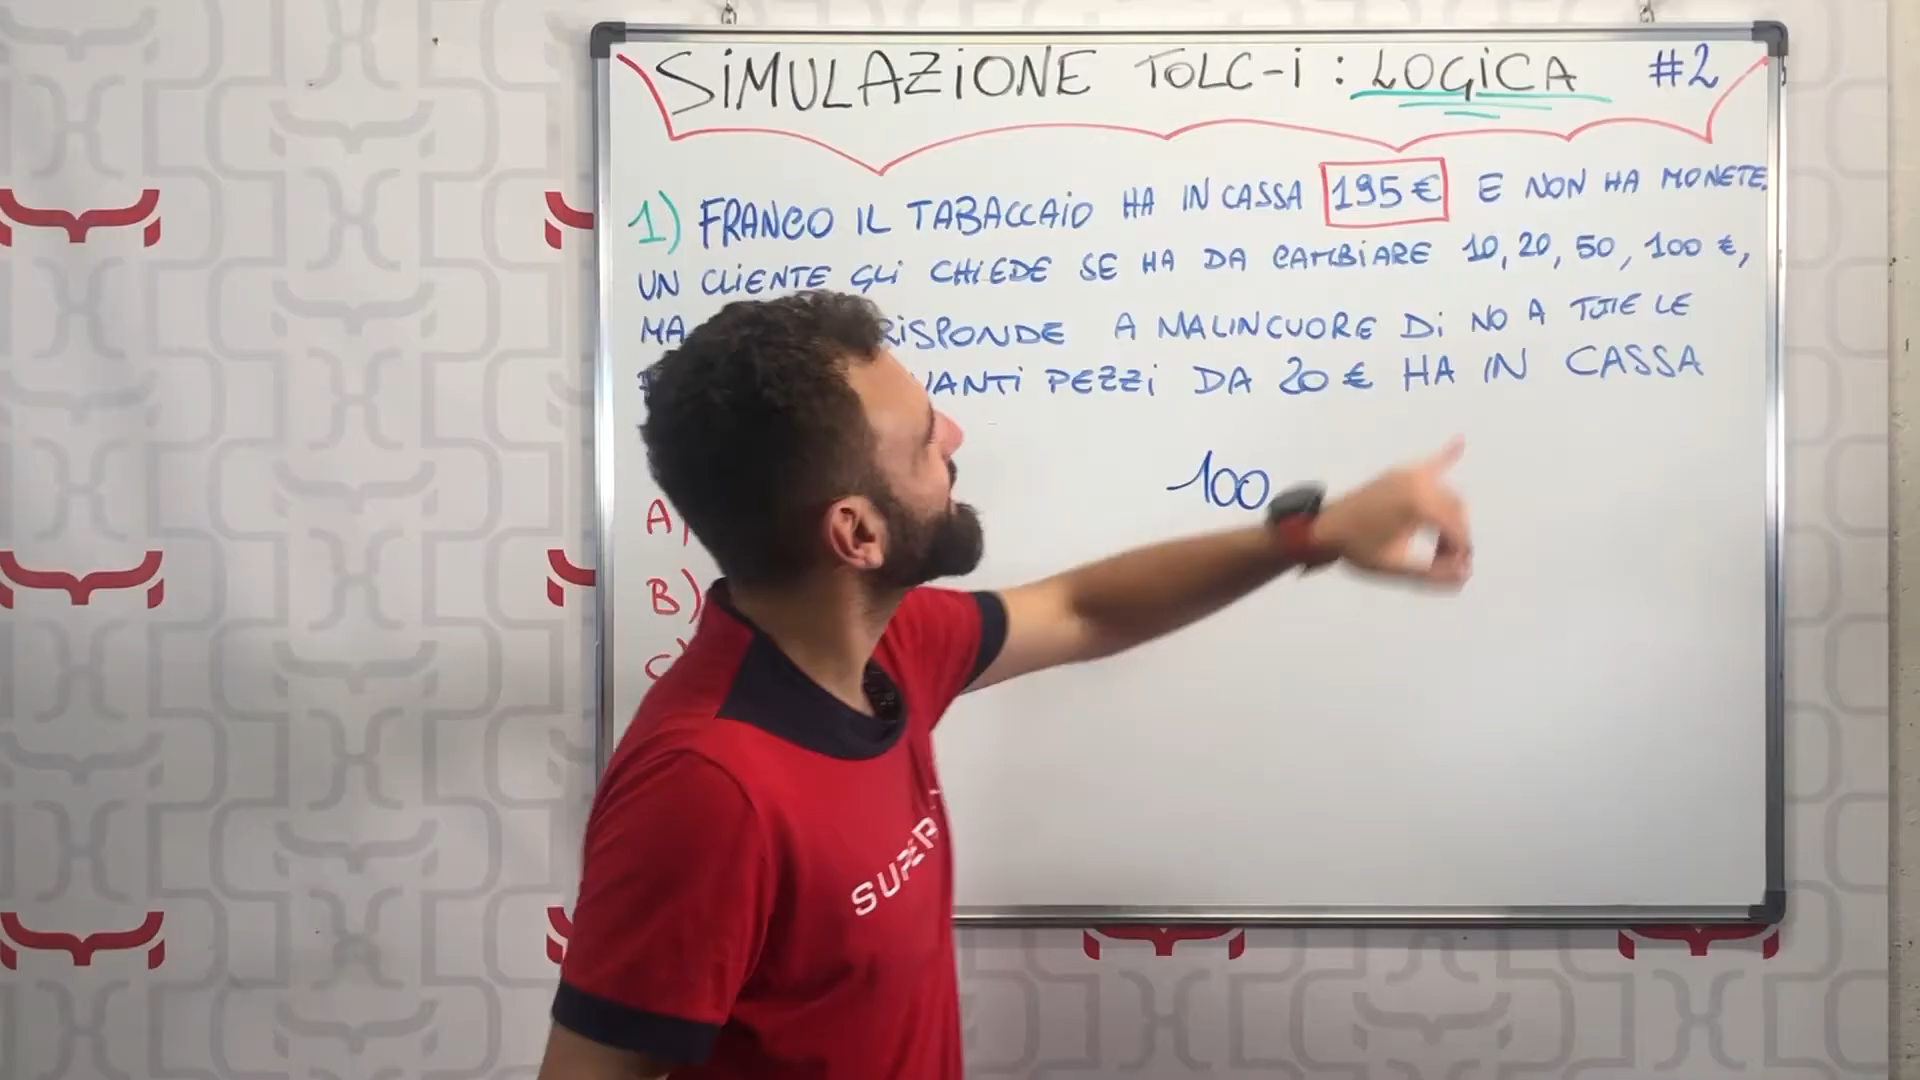 SiMULAZiONE TOLC-i : LOGiCA #2
1) FRANCO IL TABACCAiO HA IN CASSA 195€ E NON HA MONETE.
UN CLiENTE GLi CHiEDE SE HA DA CAMBiARE 10, 20, 50, 100 €,
MA RiSPONDE A MALINCUORE Di NO A TUTTE LE
PEZZi DA 20 € HA IN CASSA
100
A)
B)
C)
SUPER